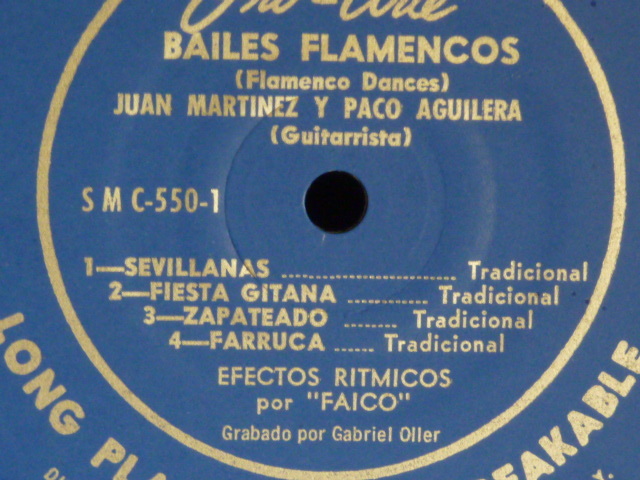 BAILES FLAMENCOS
(Flamenco Dances)
JUAN MARTINEZ Y PACO AGUILERA
(Guitarrista)
S M C-550-1
1—SEVILLANAS ........................ Tradicional
2—FIESTA GITANA ........... Tradicional
3—ZAPATEADO ....... Tradicional
4—FARRUCA ...... Tradicional
EFECTOS RITMICOS
por "FAICO"
Grabado por Gabriel Oller
LONG PLA
EAKABLE